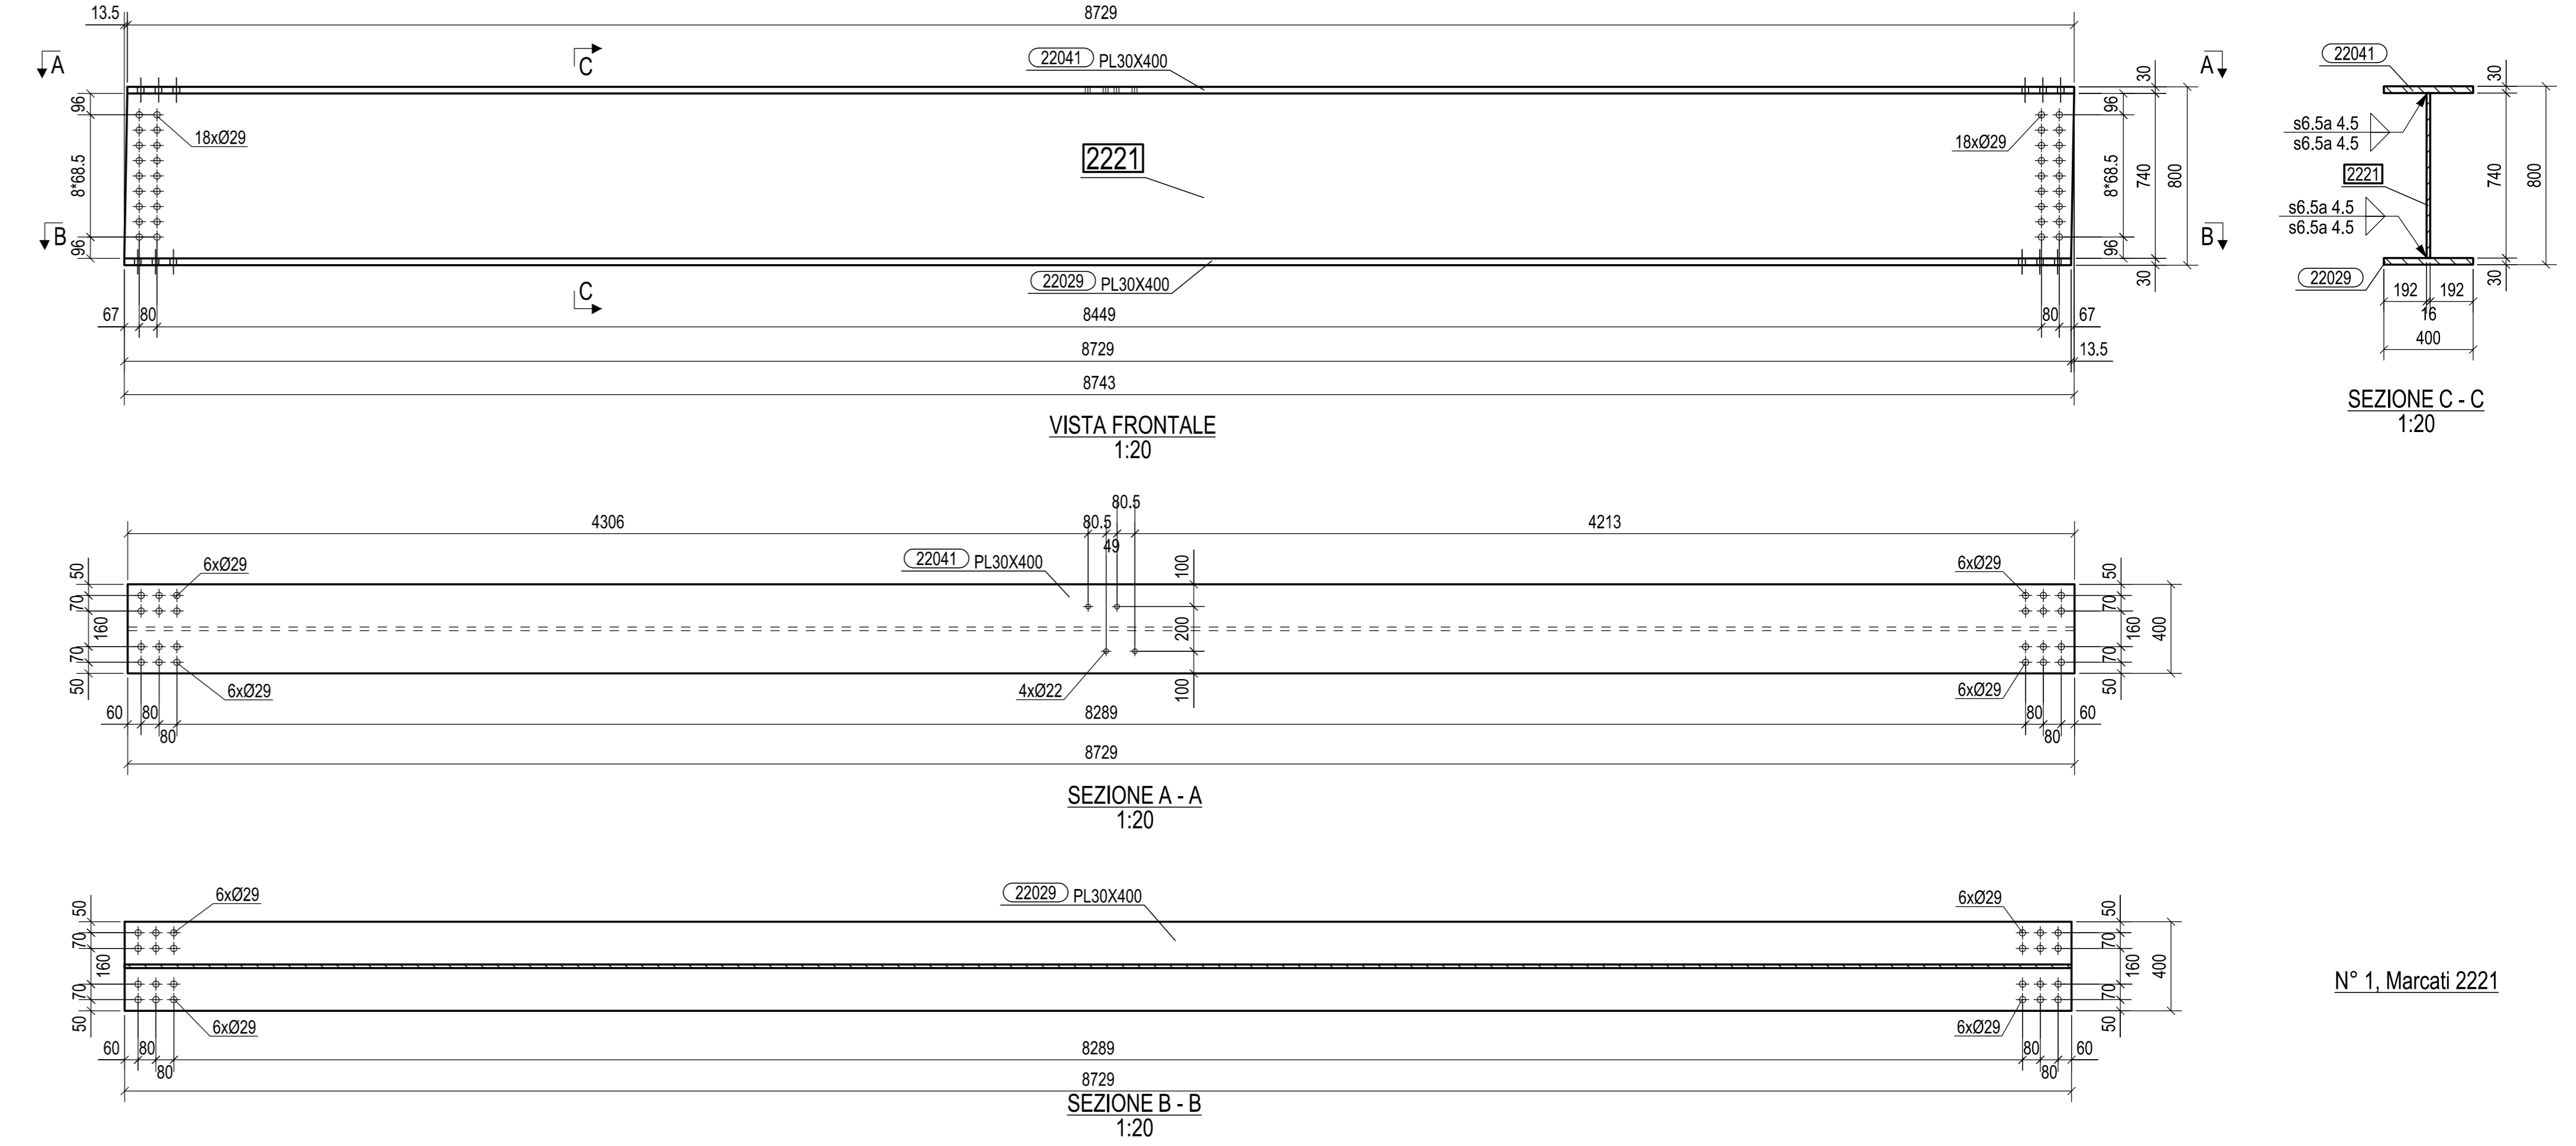 13.5
8729
A
C
22041 PL30X400
A
96
8*68.5
96
18xØ29
18xØ29
2221
30
96
8*68.5
740
800
96
30
B
B
C
22029 PL30X400
67
80
8449
80
67
8729
13.5
8743
VISTA FRONTALE
1:20
22041
s6.5a 4.5
s6.5a 4.5
2221
s6.5a 4.5
s6.5a 4.5
22029
30
740
800
30
192
192
16
400
SEZIONE C - C
1:20
80.5
4306
80.5
4213
49
22041 PL30X400
6xØ29
6xØ29
50
70
160
70
50
100
200
100
50
70
160
400
70
50
6xØ29
4xØ22
6xØ29
60
80
80
8289
80
80
60
8729
SEZIONE A - A
1:20
22029 PL30X400
6xØ29
6xØ29
50
70
160
70
50
50
70
160
400
70
50
6xØ29
6xØ29
60
80
80
8289
80
80
60
8729
SEZIONE B - B
1:20
N° 1, Marcati 2221